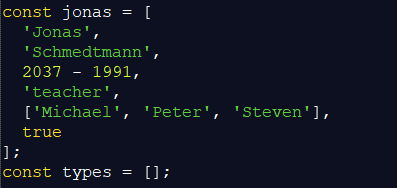 const jonas = [
  'Jonas',
  'Schmedtmann',
  2037 - 1991,
  'teacher',
  ['Michael', 'Peter', 'Steven'],
  true
];
const types = [];